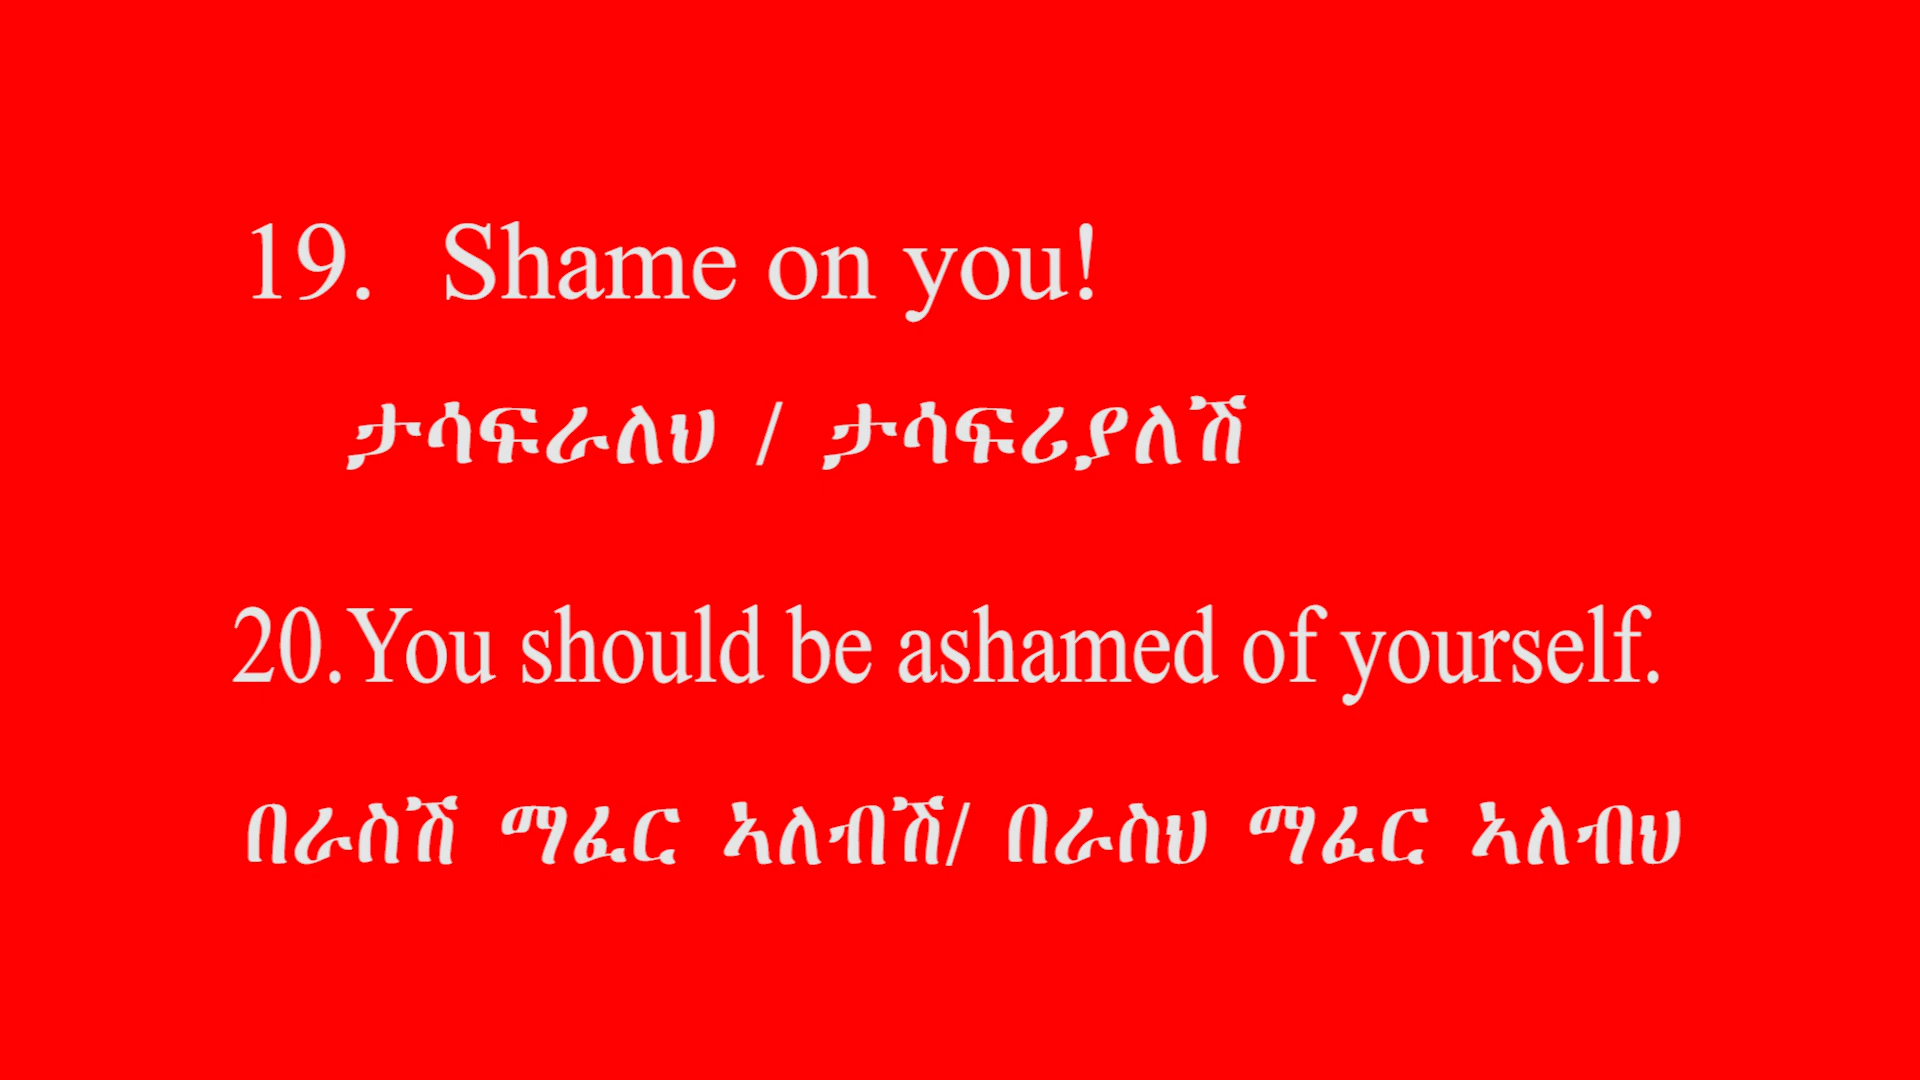 19. Shame on you!
ታሳፍራለህ / ታሳፍሪያለሽ
20.You should be ashamed of yourself.
በራስሽ ማፈር ኣለብሽ/ በራስህ ማፈር ኣለብህ